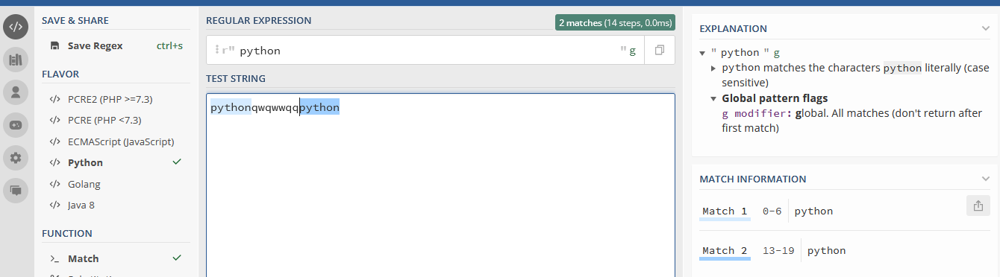 SAVE & SHARE
Save Regex ctrl+s
FLAVOR
</> PCRE2 (PHP >=7.3)
</> PCRE (PHP <7.3)
</> ECMAScript (JavaScript)
</> Python
</> Golang
</> Java 8
FUNCTION
>_ Match
REGULAR EXPRESSION
2 matches (14 steps, 0.0ms)
r" python " g
TEST STRING
pythonqwqwwqqpython
EXPLANATION
" python " g
python matches the characters python literally (case
sensitive)
Global pattern flags
g modifier: global. All matches (don't return after
first match)
MATCH INFORMATION
Match 1 0-6 python
Match 2 13-19 python